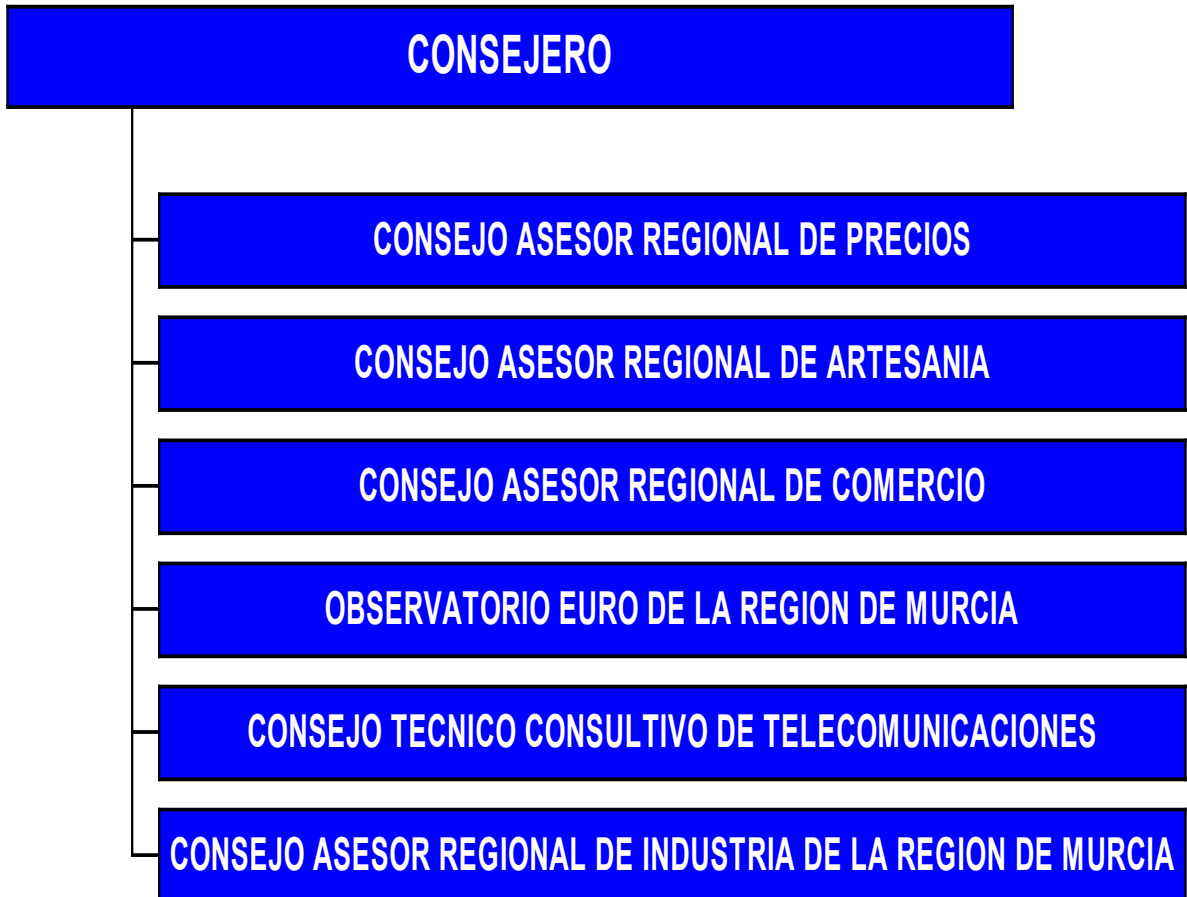 CONSEJERO
CONSEJO ASESOR REGIONAL DE PRECIOS
CONSEJO ASESOR REGIONAL DE ARTESANIA
CONSEJO ASESOR REGIONAL DE COMERCIO
OBSERVATORIO EURO DE LA REGION DE MURCIA
CONSEJO TECNICO CONSULTIVO DE TELECOMUNICACIONES
CONSEJO ASESOR REGIONAL DE INDUSTRIA DE LA REGION DE MURCIA